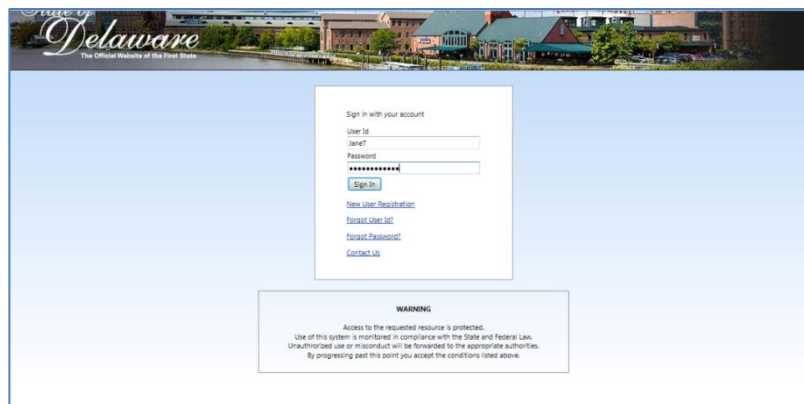 State of
Delaware
The Official Website of the First State
Sign in with your account
User Id
JaneT
Password
••••••••••••
Sign In
New User Registration
Forgot User Id?
Forgot Password?
Contact Us
WARNING
Access to the requested resource is protected.
Use of this system is monitored in compliance with the State and Federal Law.
Unauthrorized use or misconduct will be forwarded to the appropriate authorities.
By progressing past this point you accept the conditions listed above.